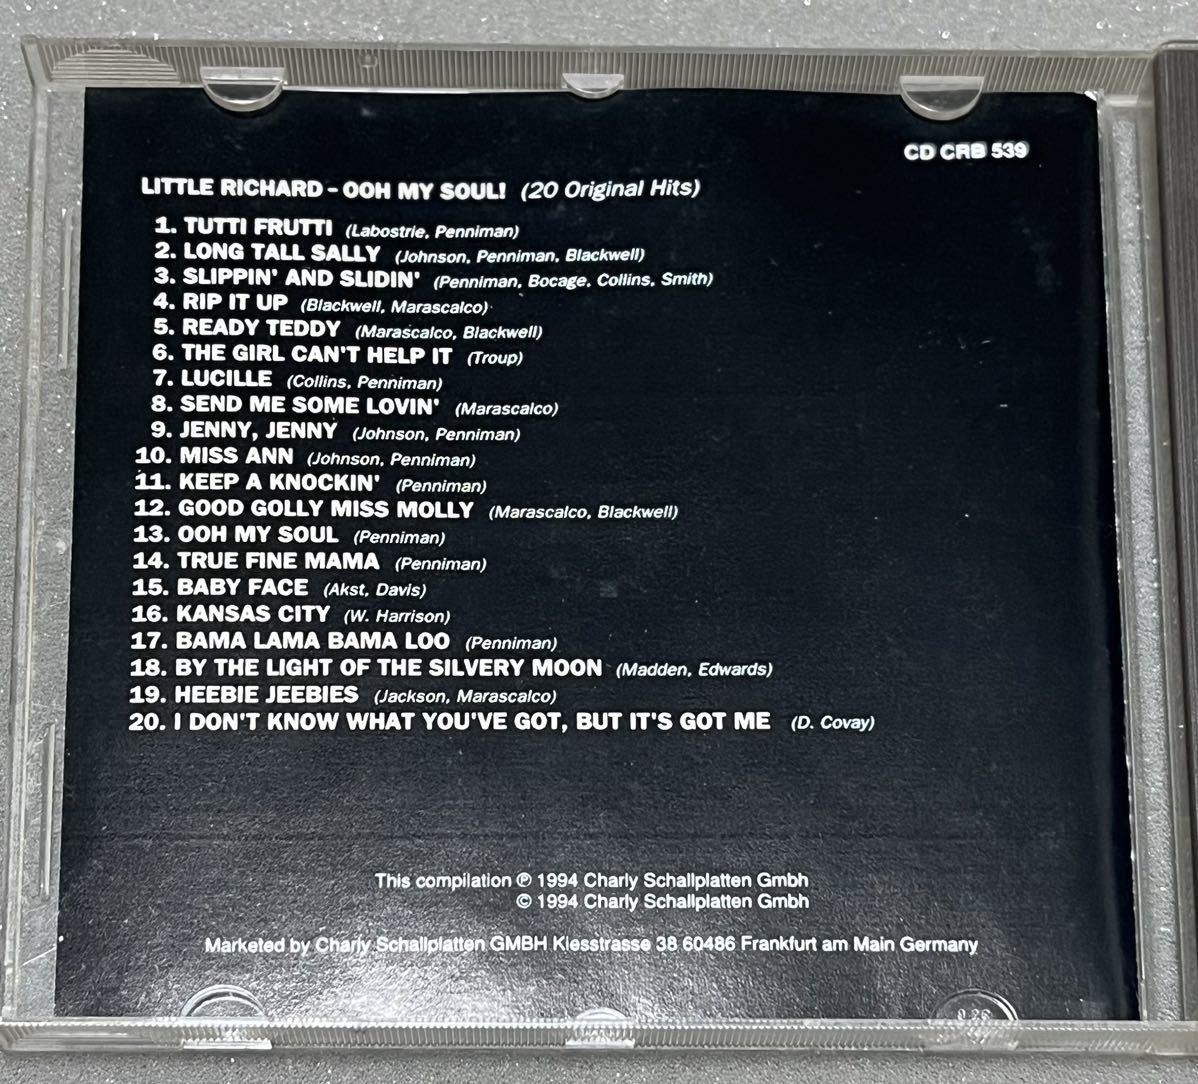 CD CRB 539
LITTLE RICHARD - OOH MY SOUL! (20 Original Hits)
1. TUTTI FRUTTI (Labostrie, Penniman)
2. LONG TALL SALLY (Johnson, Penniman, Blackwell)
3. SLIPPIN' AND SLIDIN' (Penniman, Bocage, Collins, Smith)
4. RIP IT UP (Blackwell, Marascalco)
5. READY TEDDY (Marascalco, Blackwell)
6. THE GIRL CAN'T HELP IT (Troup)
7. LUCILLE (Collins, Penniman)
8. SEND ME SOME LOVIN' (Marascalco)
9. JENNY, JENNY (Johnson, Penniman)
10. MISS ANN (Johnson, Penniman)
11. KEEP A KNOCKIN' (Penniman)
12. GOOD GOLLY MISS MOLLY (Marascalco, Blackwell)
13. OOH MY SOUL (Penniman)
14. TRUE FINE MAMA (Penniman)
15. BABY FACE (Akst, Davis)
16. KANSAS CITY (W. Harrison)
17. BAMA LAMA BAMA LOO (Penniman)
18. BY THE LIGHT OF THE SILVERY MOON (Madden, Edwards)
19. HEEBIE JEEBIES (Jackson, Marascalco)
20. I DON'T KNOW WHAT YOU'VE GOT, BUT IT'S GOT ME (D. Covay)
This compilation ℗ 1994 Charly Schallplatten Gmbh
© 1994 Charly Schallplatten Gmbh
Marketed by Charly Schallplatten GMBH Kiesstrasse 38 60486 Frankfurt am Main Germany